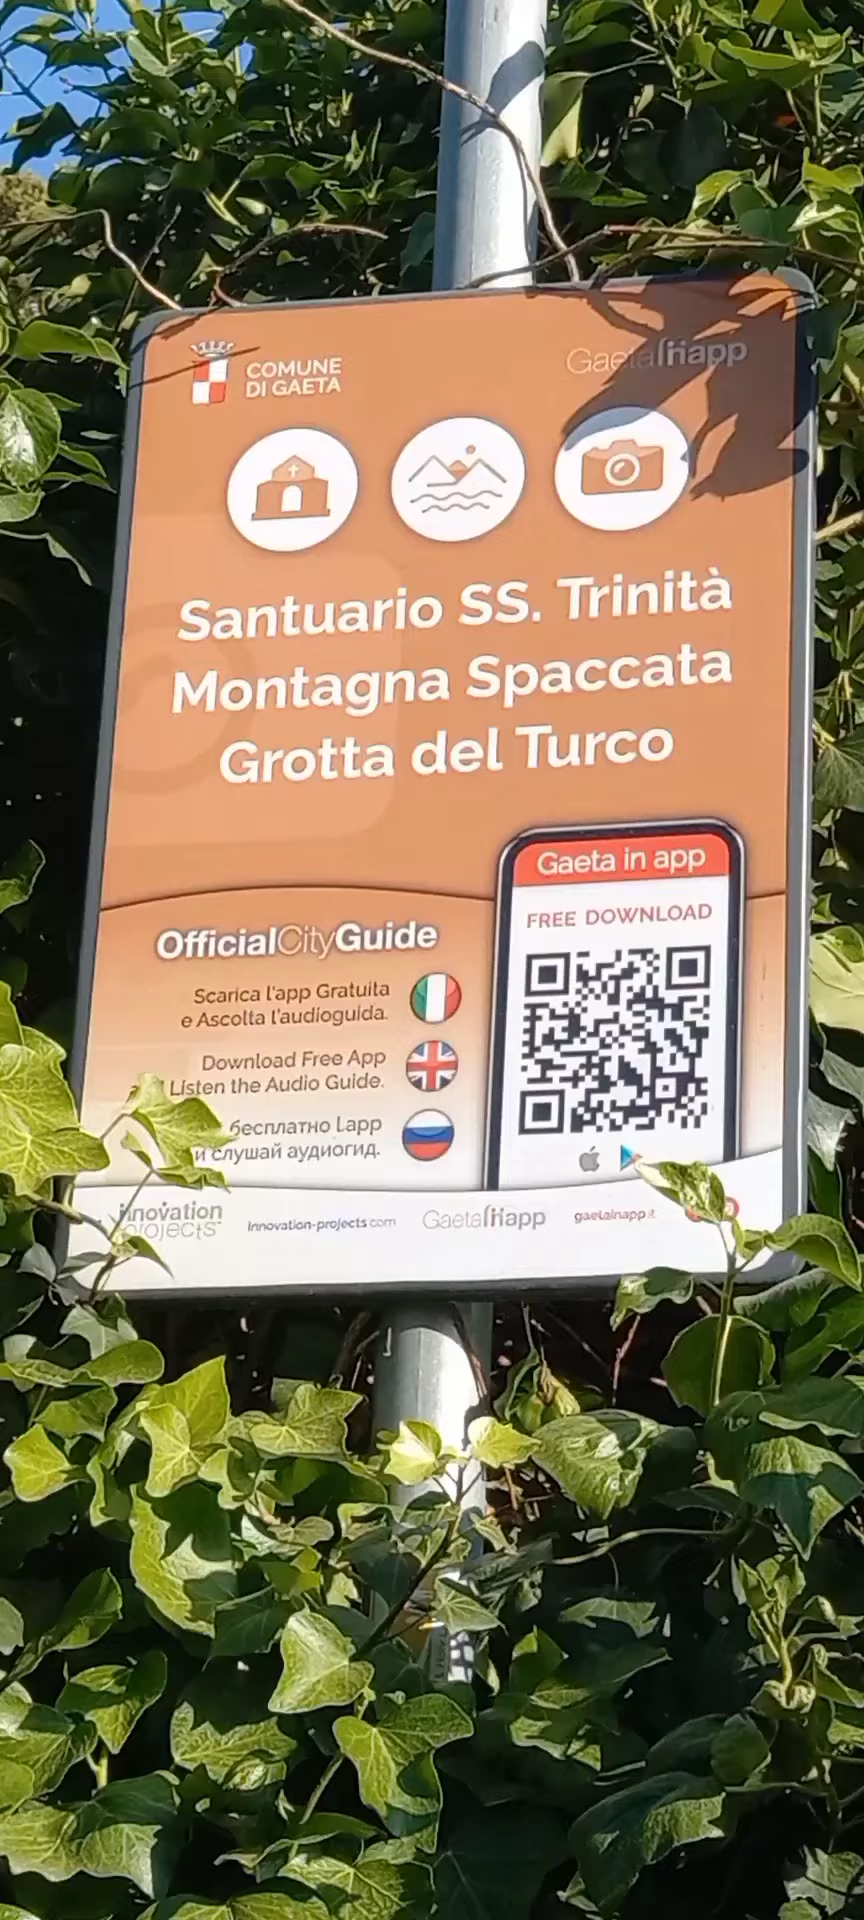 COMUNE
DI GAETA
GaetaInapp
Santuario SS. Trinità
Montagna Spaccata
Grotta del Turco
Gaeta in app
FREE DOWNLOAD
OfficialCityGuide
Scarica l'app Gratuita
e Ascolta l'audioguida.
Download Free App
Listen the Audio Guide.
бесплатно Lapp
и слушай аудиогид.
innovation
projects
innovation-projects.com
GaetaInapp
gaetainapp.it